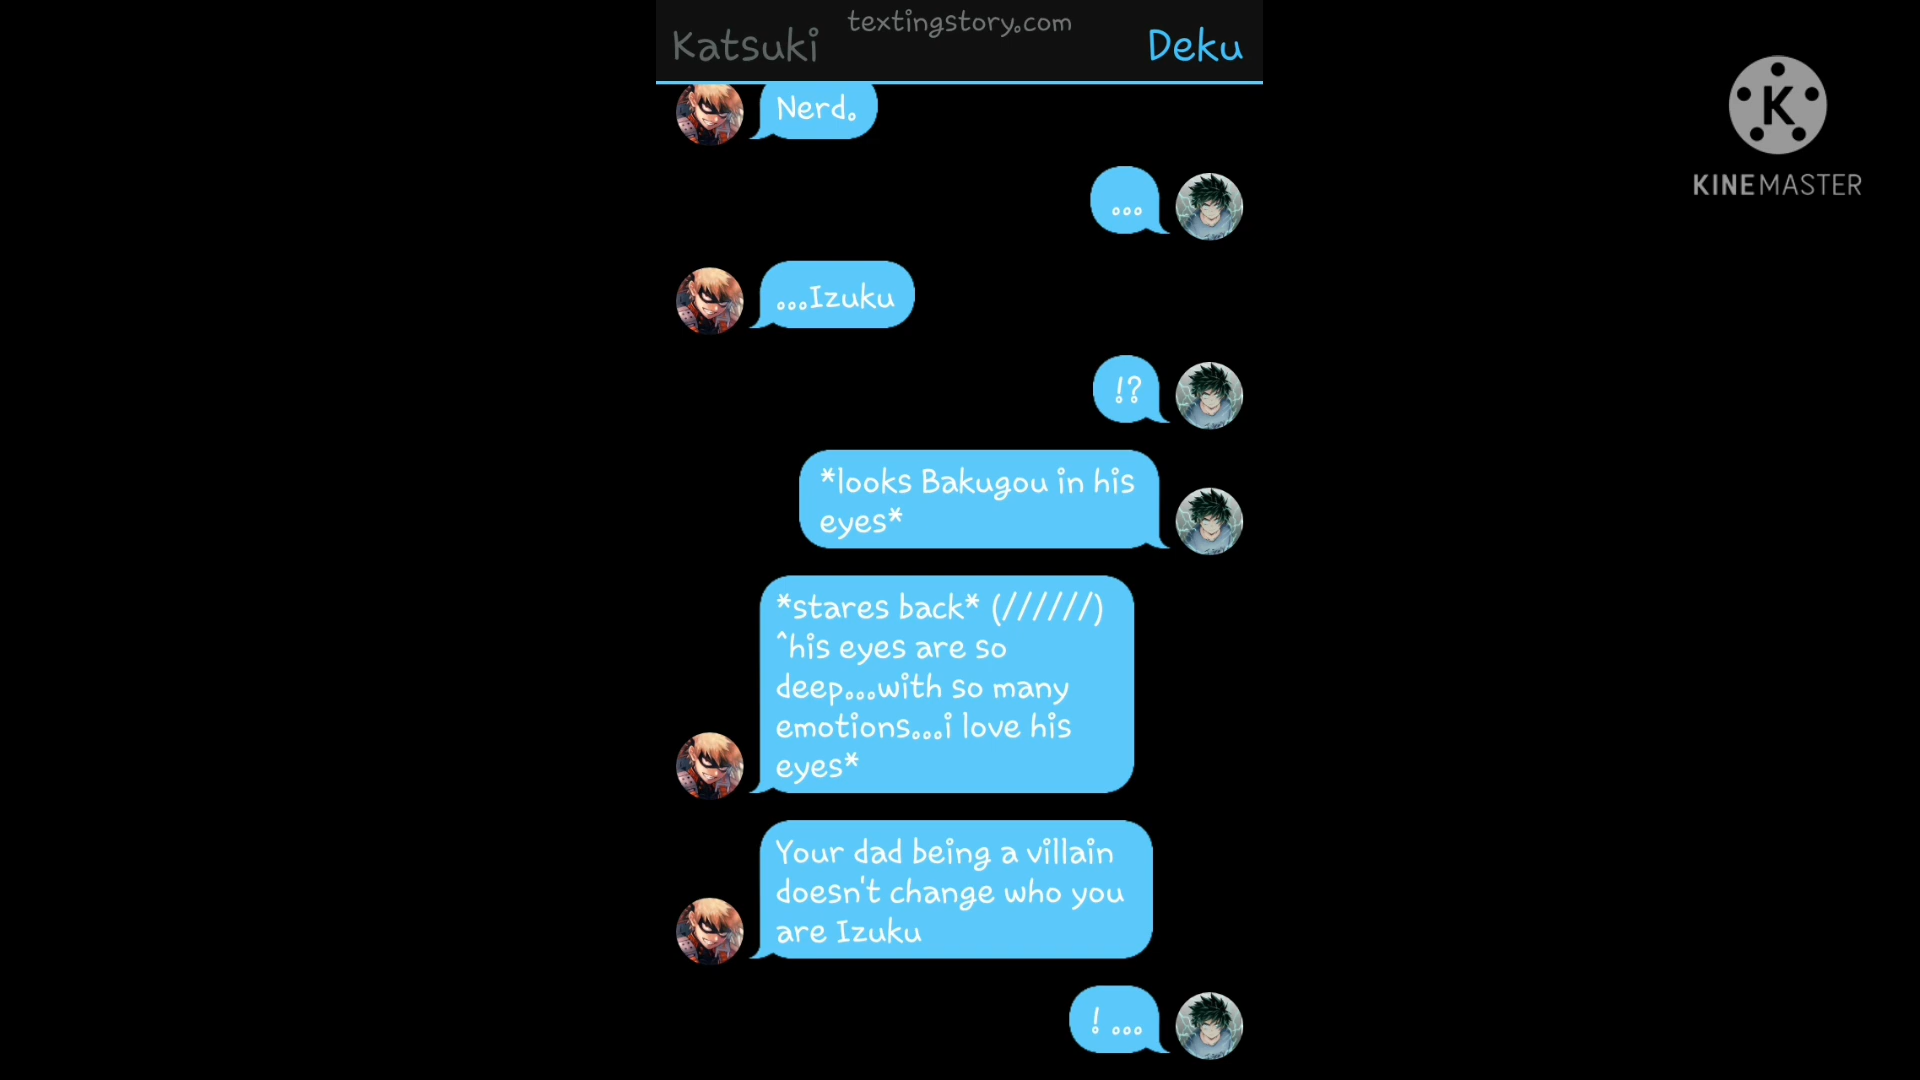 textingstory.com
Katsuki
Deku
Nerd.
...
...Izuku
!?
*looks Bakugou in his
eyes*
*stares back* (//////)
^his eyes are so
deep...with so many
emotions...i love his
eyes*
Your dad being a villain
doesn't change who you
are Izuku
! ...
K
KINEMASTER